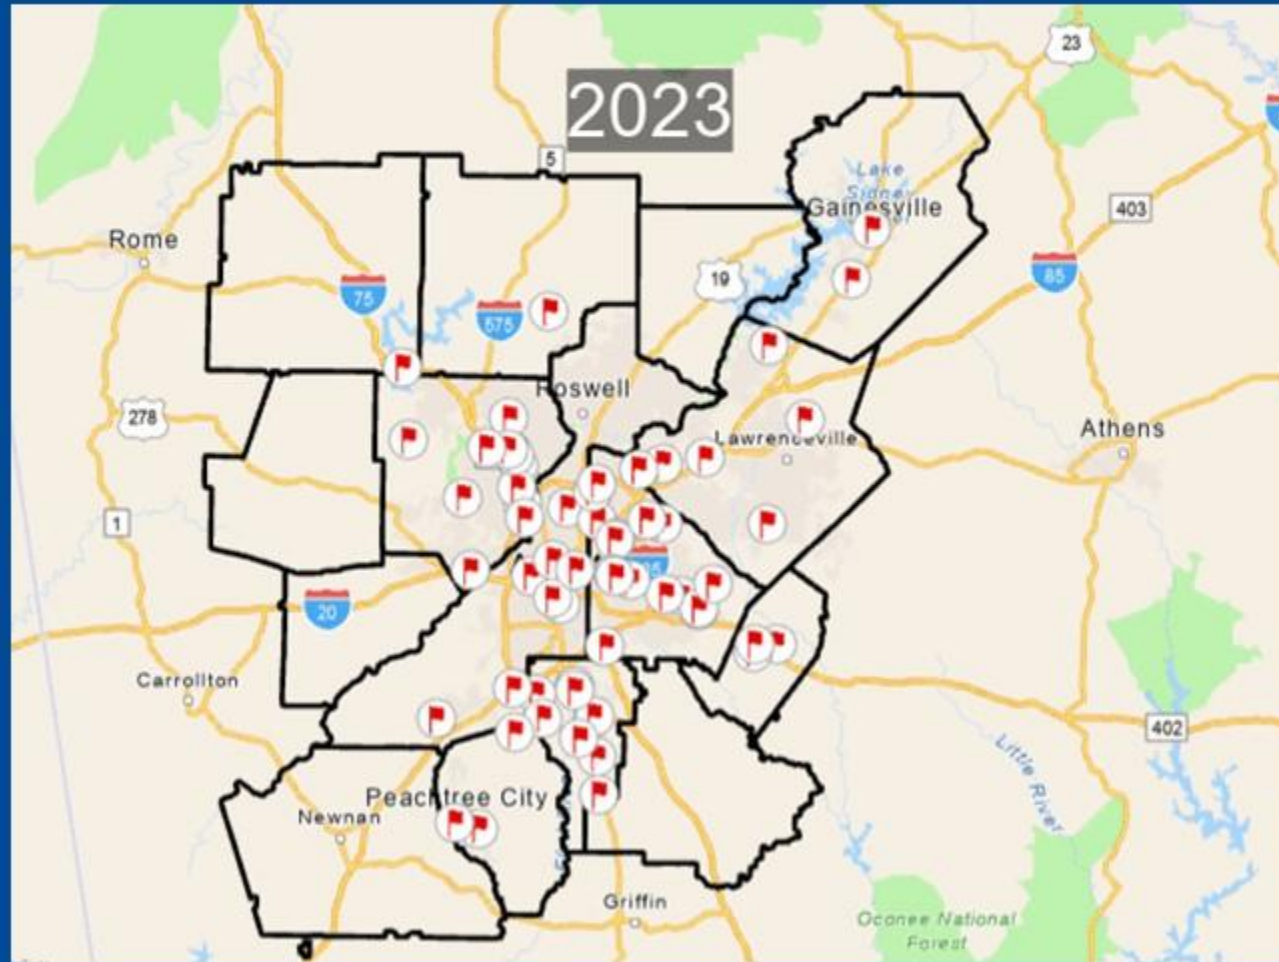 23
2023
5
Lake
Sidney
Gainesville
403
Rome
19
85
75
575
Roswell
278
Athens
Lawrenceville
1
20
Carrollton
402
Little River
Peachtree City
Newnan
Griffin
Oconee National
Forest